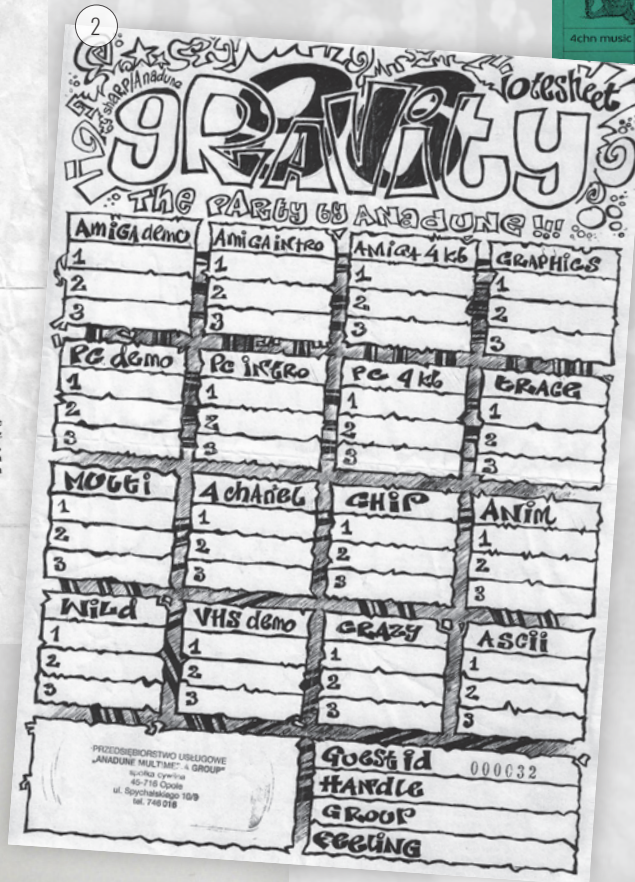 2
4chn music
by sharp/Anadune
Votesheet
gRAVity
The PARty by ANADUNE !!!
AMiGA demo
1
2
3
AmiGA iNtro
1
2
3
AMiGA 4 kb
1
2
3
GRAPHiCS
1
2
3
PC demo
1
2
3
PC iNtro
1
2
3
PC 4 kb
1
2
3
tRACE
1
2
3
MULti
1
2
3
4 chANel
1
2
3
CHiP
1
2
3
ANiM
1
2
3
WiLd
1
2
3
VHS demo
1
2
3
CRAZY
1
2
3
ASCii
1
2
3
PRZEDSIĘBIORSTWO USŁUGOWE
„ANADUNE MULTIMEDIA GROUP"
spółka cywilna
45-716 Opole
ul. Spychalskiego 10/9
tel. 746 018
Guest id 000032
HANdLE
GROUP
FEELiNG